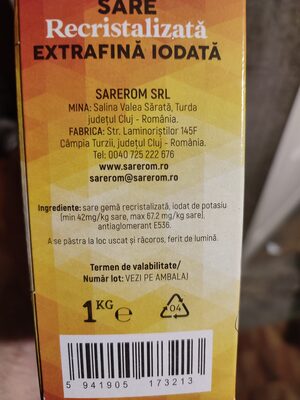 SARE
Recristalizată
EXTRAFINĂ IODATĂ
SAREROM SRL
MINA: Salina Valea Sărată, Turda
județul Cluj - România.
FABRICA: Str. Laminoriștilor 145F
Câmpia Turzii, județul Cluj - România.
Tel: 0040 725 222 676
www.sarerom.ro
sarerom@sarerom.ro
Ingrediente: sare gemă recristalizată, iodat de potasiu
(min 42mg/kg sare, max 67.2 mg/kg sare),
antiaglomerant E536.
A se păstra la loc uscat și răcoros, ferit de lumină.
Termen de valabilitate/
Număr lot: VEZI PE AMBALAJ
1KG e
04
5 941905 173213